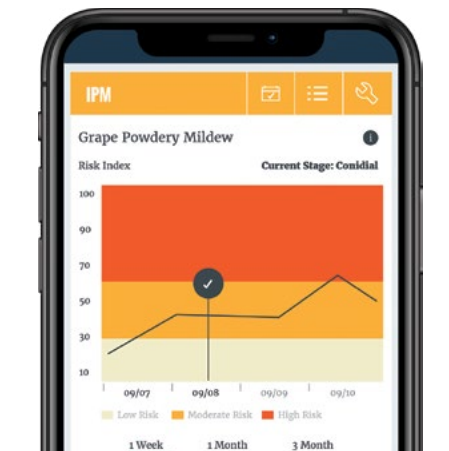 IPM
Grape Powdery Mildew
Risk Index Current Stage: Conidial
100
90
70
50
30
10
09/07 09/08 09/09 09/10
Low Risk Moderate Risk High Risk
1 Week 1 Month 3 Month